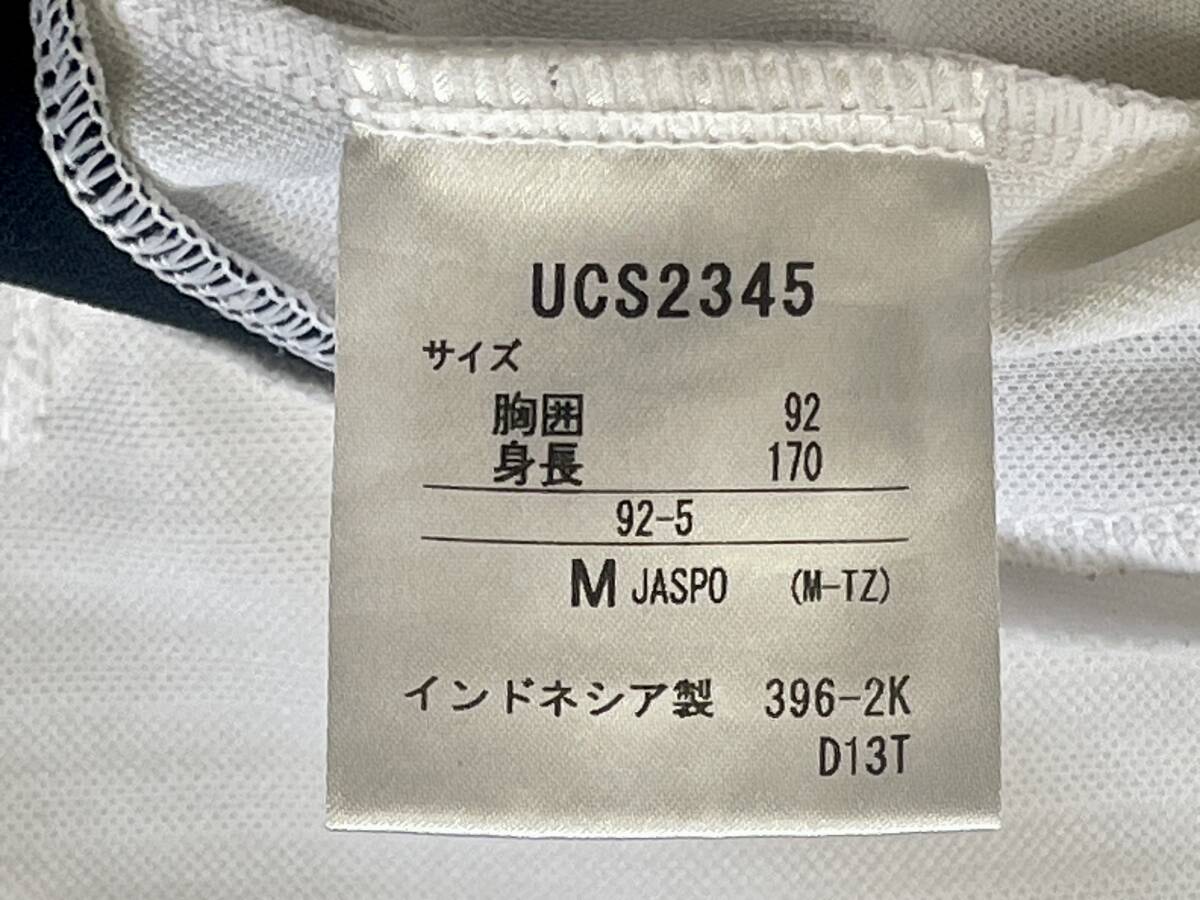 UCS2345
サイズ
胸囲 92
身長 170
92-5
M JASPO (M-TZ)
インドネシア製 396-2K
D13T